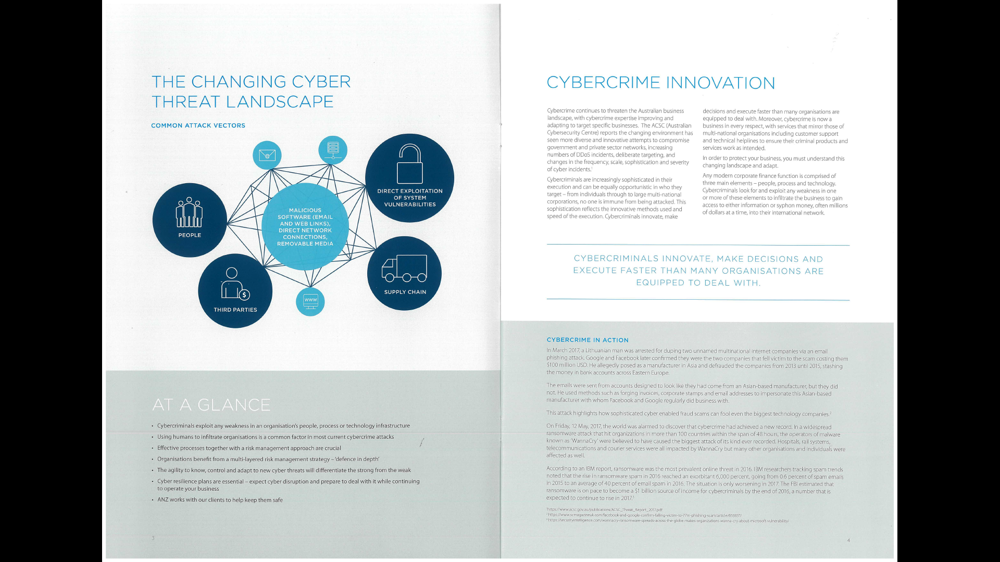 THE CHANGING CYBER
THREAT LANDSCAPE
COMMON ATTACK VECTORS
@
DIRECT EXPLOITATION
OF SYSTEM
VULNERABILITIES
MALICIOUS
SOFTWARE (EMAIL
AND WEB LINKS),
DIRECT NETWORK
CONNECTIONS,
REMOVABLE MEDIA
PEOPLE
SUPPLY CHAIN
$
WWW
THIRD PARTIES
AT A GLANCE
• Cybercriminals exploit any weakness in an organisation's people, process or technology infrastructure
• Using humans to infiltrate organisations is a common factor in most current cybercrime attacks
• Effective processes together with a risk management approach are crucial
• Organisations benefit from a multi-layered risk management strategy – 'defence in depth'
• The agility to know, control and adapt to new cyber threats will differentiate the strong from the weak
• Cyber resilience plans are essential – expect cyber disruption and prepare to deal with it while continuing
to operate your business
• ANZ works with our clients to help keep them safe
3
CYBERCRIME INNOVATION
Cybercrime continues to threaten the Australian business
landscape, with cybercrime expertise improving and
adapting to target specific businesses. The ACSC (Australian
Cybersecurity Centre) reports the changing environment has
seen more diverse and innovative attempts to compromise
government and private sector networks, increasing
numbers of DDoS incidents, deliberate targeting, and
changes in the frequency, scale, sophistication and severity
of cyber incidents.¹
Cybercriminals are increasingly sophisticated in their
execution and can be equally opportunistic in who they
target – from individuals through to large multi-national
corporations, no one is immune from being attacked. This
sophistication reflects the innovative methods used and
speed of the execution. Cybercriminals innovate, make
decisions and execute faster than many organisations are
equipped to deal with. Moreover, cybercrime is now a
business in every respect, with services that mirror those of
multi-national organisations including customer support
and technical helplines to ensure their criminal products and
services work as intended.
In order to protect your business, you must understand this
changing landscape and adapt.
Any modern corporate finance function is comprised of
three main elements – people, process and technology.
Cybercriminals look for and exploit any weakness in one
or more of these elements to infiltrate the business to gain
access to either information or syphon money, often millions
of dollars at a time, into their international network.
CYBERCRIMINALS INNOVATE, MAKE DECISIONS AND
EXECUTE FASTER THAN MANY ORGANISATIONS ARE
EQUIPPED TO DEAL WITH.
CYBERCRIME IN ACTION
In March 2017, a Lithuanian man was arrested for duping two unnamed multinational internet companies via an email
phishing attack. Google and Facebook later confirmed they were the two companies that fell victim to the scam costing them
$100 million USD. He allegedly posed as a manufacturer in Asia and defrauded the companies from 2013 until 2015, stashing
the money in bank accounts across Eastern Europe.
The emails were sent from accounts designed to look like they had come from an Asian-based manufacturer, but they did
not. He used methods such as forging invoices, corporate stamps and email addresses to impersonate this Asian-based
manufacturer with whom Facebook and Google regularly did business with.
This attack highlights how sophisticated cyber enabled fraud scams can fool even the biggest technology companies.²
On Friday, 12 May, 2017, the world was alarmed to discover that cybercrime had achieved a new record. In a widespread
ransomware attack that hit organizations in more than 100 countries within the span of 48 hours, the operators of malware
known as 'WannaCry' were believed to have caused the biggest attack of its kind ever recorded. Hospitals, rail systems,
telecommunications and courier services were all impacted by WannaCry but many other organisations and individuals were
affected as well.
According to an IBM report, ransomware was the most prevalent online threat in 2016. IBM researchers tracking spam trends
noted that the rise in ransomware spam in 2016 reached an exorbitant 6,000 percent, going from 0.6 percent of spam emails
in 2015 to an average of 40 percent of email spam in 2016. The situation is only worsening in 2017. The FBI estimated that
ransomware is on pace to become a $1 billion source of income for cybercriminals by the end of 2016, a number that is
expected to continue to rise in 2017.³
¹ https://www.acsc.gov.au/publications/ACSC_Threat_Report_2017.pdf
² https://www.scmagazineuk.com/facebook-and-google-confirm-falling-victim-to-77m-phishing-scam/article/653837/
³ https://securityintelligence.com/wannacry-ransomware-spreads-across-the-globe-makes-organizations-wanna-cry-about-microsoft-vulnerability/
4